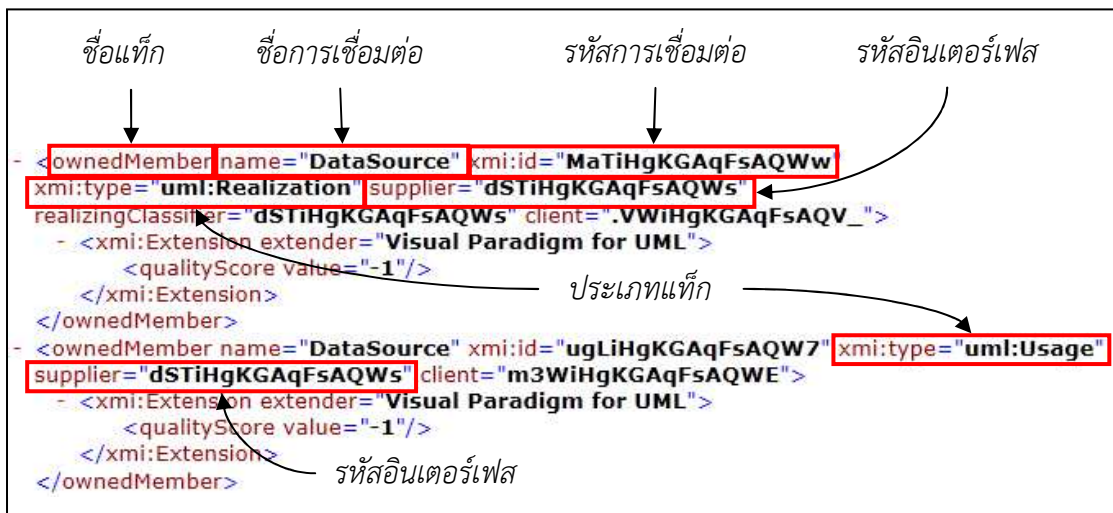 ชื่อแท็ก ชื่อการเชื่อมต่อ รหัสการเชื่อมต่อ รหัสอินเตอร์เฟส
- <ownedMember name="DataSource" xmi:id="MaTiHgKGAqFsAQWw"
xmi:type="uml:Realization" supplier="dSTiHgKGAqFsAQWs"
realizingClassifier="dSTiHgKGAqFsAQWs" client=".VWiHgKGAqFsAQV_">
- <xmi:Extension extender="Visual Paradigm for UML">
<qualityScore value="-1"/>
</xmi:Extension>
ประเภทแท็ก
</ownedMember>
- <ownedMember name="DataSource" xmi:id="ugLiHgKGAqFsAQW7" xmi:type="uml:Usage"
supplier="dSTiHgKGAqFsAQWs" client="m3WiHgKGAqFsAQWE">
- <xmi:Extension extender="Visual Paradigm for UML">
<qualityScore value="-1"/>
</xmi:Extension>
รหัสอินเตอร์เฟส
</ownedMember>